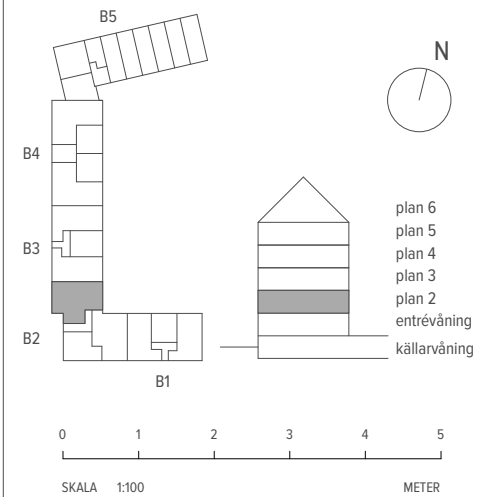 B5
N
B4
B3
B2
B1
plan 6
plan 5
plan 4
plan 3
plan 2
entrévåning
källarvåning
0 1 2 3 4 5
SKALA 1:100 METER